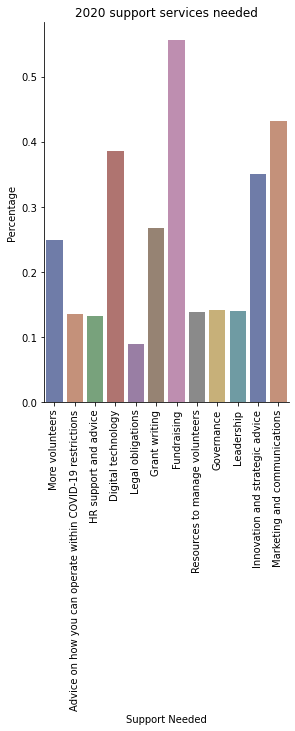 2020 support services needed
Percentage
0.5
0.4
0.3
0.2
0.1
0.0
More volunteers
Advice on how you can operate within COVID-19 restrictions
HR support and advice
Digital technology
Legal obligations
Grant writing
Fundraising
Resources to manage volunteers
Governance
Leadership
Innovation and strategic advice
Marketing and communications
Support Needed